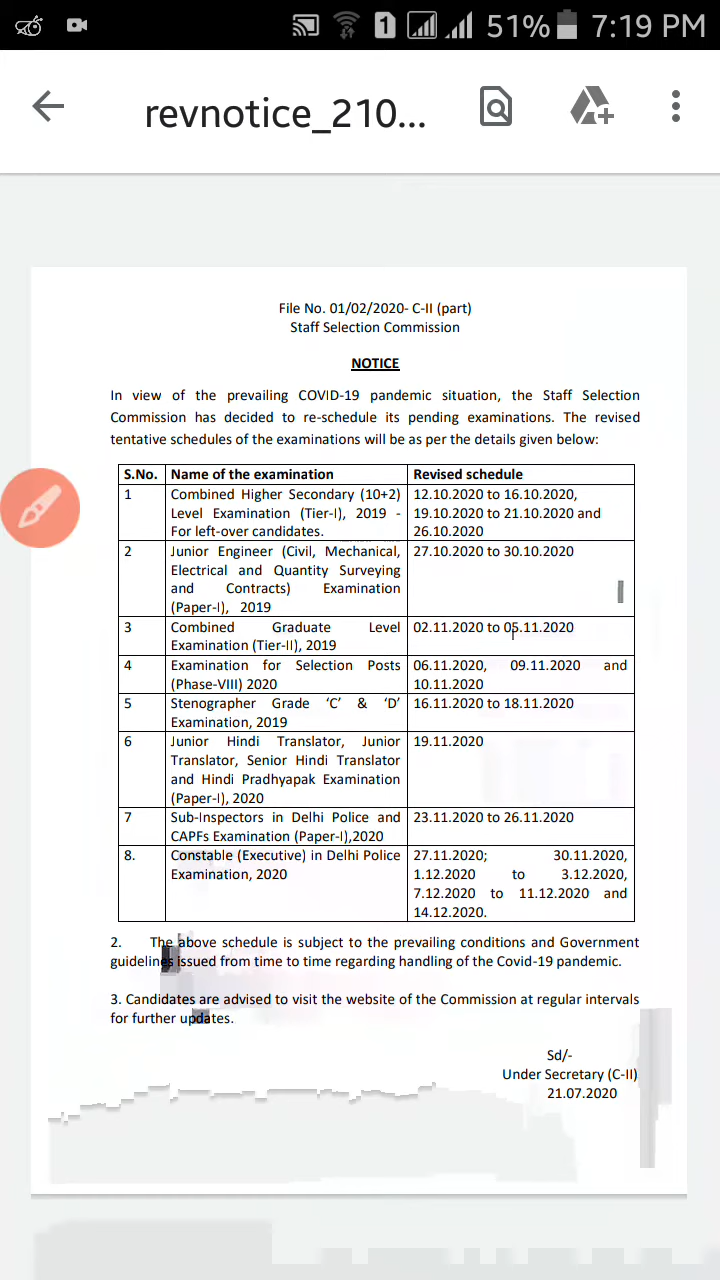 1 51% 7:19 PM
revnotice_210...
File No. 01/02/2020- C-II (part)
Staff Selection Commission
NOTICE
In view of the prevailing COVID-19 pandemic situation, the Staff Selection
Commission has decided to re-schedule its pending examinations. The revised
tentative schedules of the examinations will be as per the details given below:
S.No. Name of the examination Revised schedule
1 Combined Higher Secondary (10+2) 12.10.2020 to 16.10.2020,
Level Examination (Tier-I), 2019 - 19.10.2020 to 21.10.2020 and
For left-over candidates. 26.10.2020
2 Junior Engineer (Civil, Mechanical, 27.10.2020 to 30.10.2020
Electrical and Quantity Surveying
and Contracts) Examination
(Paper-I), 2019
3 Combined Graduate Level 02.11.2020 to 05.11.2020
Examination (Tier-II), 2019
4 Examination for Selection Posts 06.11.2020, 09.11.2020 and
(Phase-VIII) 2020 10.11.2020
5 Stenographer Grade ‘C’ & ‘D’ 16.11.2020 to 18.11.2020
Examination, 2019
6 Junior Hindi Translator, Junior 19.11.2020
Translator, Senior Hindi Translator
and Hindi Pradhyapak Examination
(Paper-I), 2020
7 Sub-Inspectors in Delhi Police and 23.11.2020 to 26.11.2020
CAPFs Examination (Paper-I),2020
8. Constable (Executive) in Delhi Police 27.11.2020; 30.11.2020,
Examination, 2020 1.12.2020 to 3.12.2020,
7.12.2020 to 11.12.2020 and
14.12.2020.
2. The above schedule is subject to the prevailing conditions and Government
guidelines issued from time to time regarding handling of the Covid-19 pandemic.
3. Candidates are advised to visit the website of the Commission at regular intervals
for further updates.
Sd/-
Under Secretary (C-II)
21.07.2020